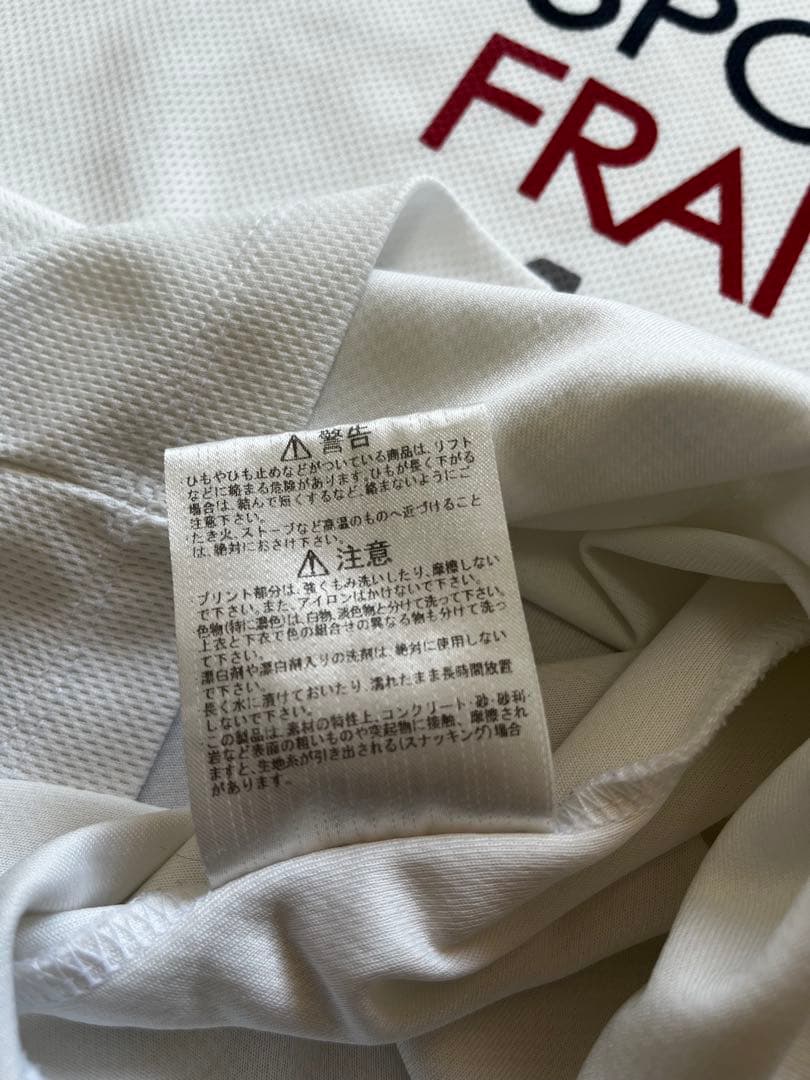 SPO
FRAI
⚠ 警告
ひもやひも止めなどがついている商品は、リフト
などに絡まる危険があります。ひもが長く下がる
場合は、結んで短くするなど、絡まないようにご
注意下さい。
たき火、ストーブなど高温のものへ近づけること
は、絶対におさけ下さい。
⚠ 注意
プリント部分は、強くもみ洗いしたり、摩擦しない
で下さい。また、アイロンはかけないで下さい。
色物(特に濃色)は、白物、淡色物と分けて洗って下さい。
上衣と下衣で色の組合せの異なる物も分けて洗っ
て下さい。
漂白剤や漂白剤入りの洗剤は、絶対に使用しない
で下さい。
長く水に漬けておいたり、濡れたまま長時間放置
しないで下さい。
この製品は、素材の特性上、コンクリート・砂・砂利・
岩など表面の粗いものや突起物に接触、摩擦され
ますと、生地糸が引き出される(スナッキング)場合
があります。